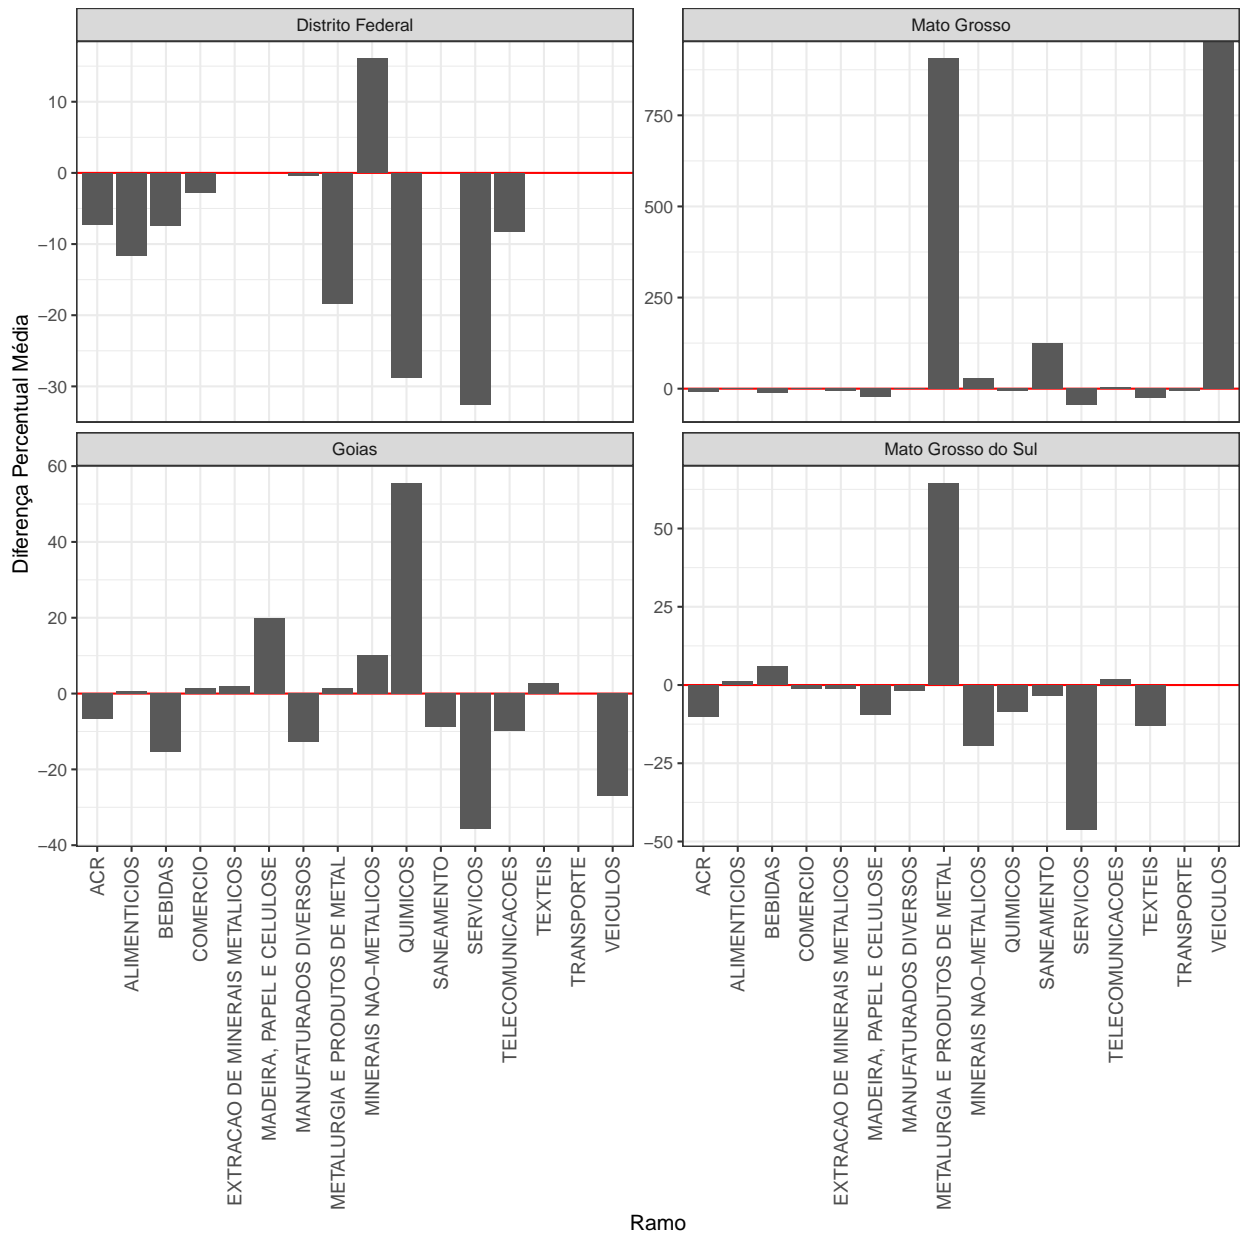 Distrito Federal
Mato Grosso
10
0
−10
−20
−30
750
500
250
0
Goias
Mato Grosso do Sul
60
40
20
0
−20
−40
50
25
0
−25
−50
Diferença Percentual Média
ACR
ALIMENTICIOS
BEBIDAS
COMERCIO
EXTRACAO DE MINERAIS METALICOS
MADEIRA, PAPEL E CELULOSE
MANUFATURADOS DIVERSOS
METALURGIA E PRODUTOS DE METAL
MINERAIS NAO−METALICOS
QUIMICOS
SANEAMENTO
SERVICOS
TELECOMUNICACOES
TEXTEIS
TRANSPORTE
VEICULOS
ACR
ALIMENTICIOS
BEBIDAS
COMERCIO
EXTRACAO DE MINERAIS METALICOS
MADEIRA, PAPEL E CELULOSE
MANUFATURADOS DIVERSOS
METALURGIA E PRODUTOS DE METAL
MINERAIS NAO−METALICOS
QUIMICOS
SANEAMENTO
SERVICOS
TELECOMUNICACOES
TEXTEIS
TRANSPORTE
VEICULOS
Ramo